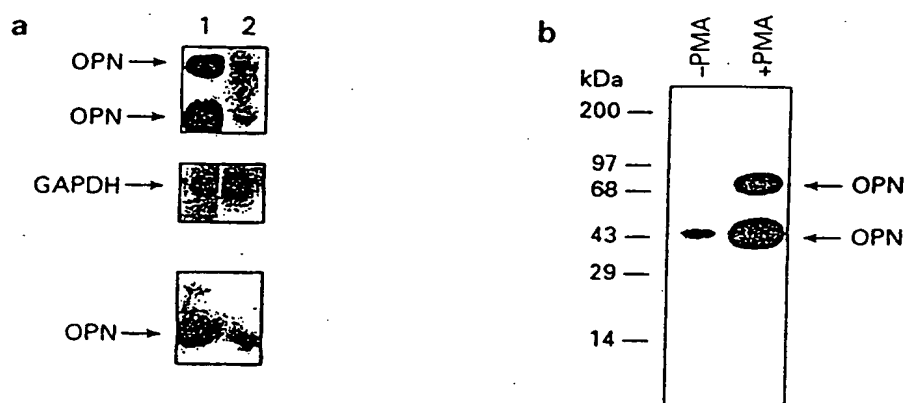 a
1 2
OPN
OPN
GAPDH
OPN
b
–PMA
+PMA
kDa
200
97
68
43
29
14
OPN
OPN